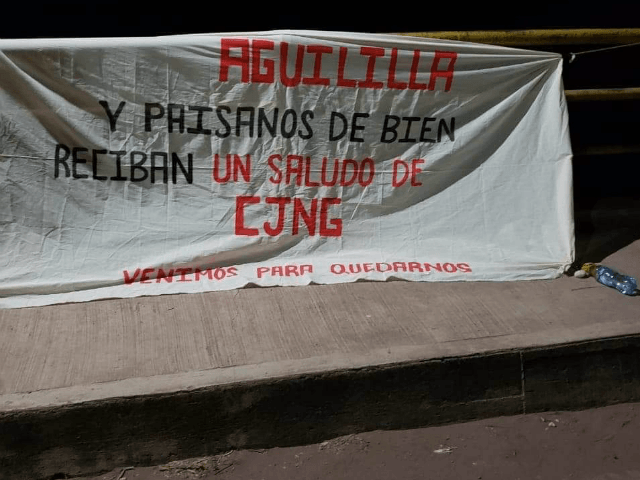 AGUILILLA
Y PAISANOS DE BIEN
RECIBAN UN SALUDO DE
CJNG
VENIMOS PARA QUEDARNOS